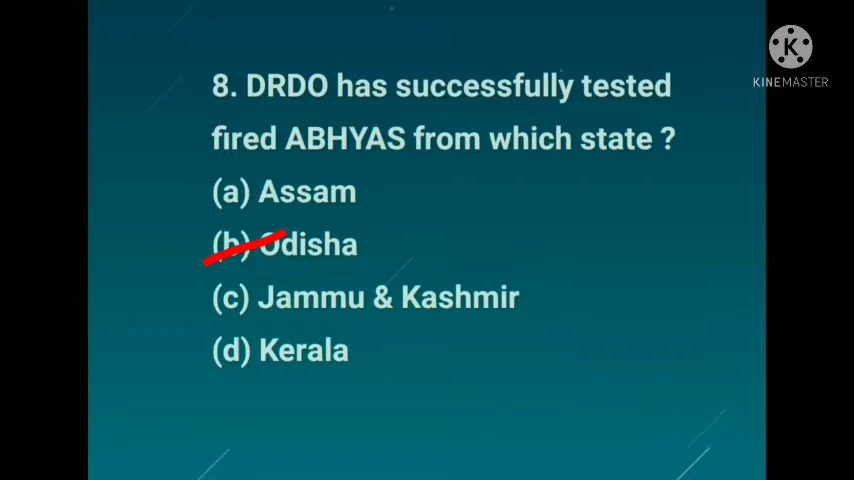 8. DRDO has successfully tested
fired ABHYAS from which state ?
(a) Assam
(b) Odisha
(c) Jammu & Kashmir
(d) Kerala
K
KINEMASTER